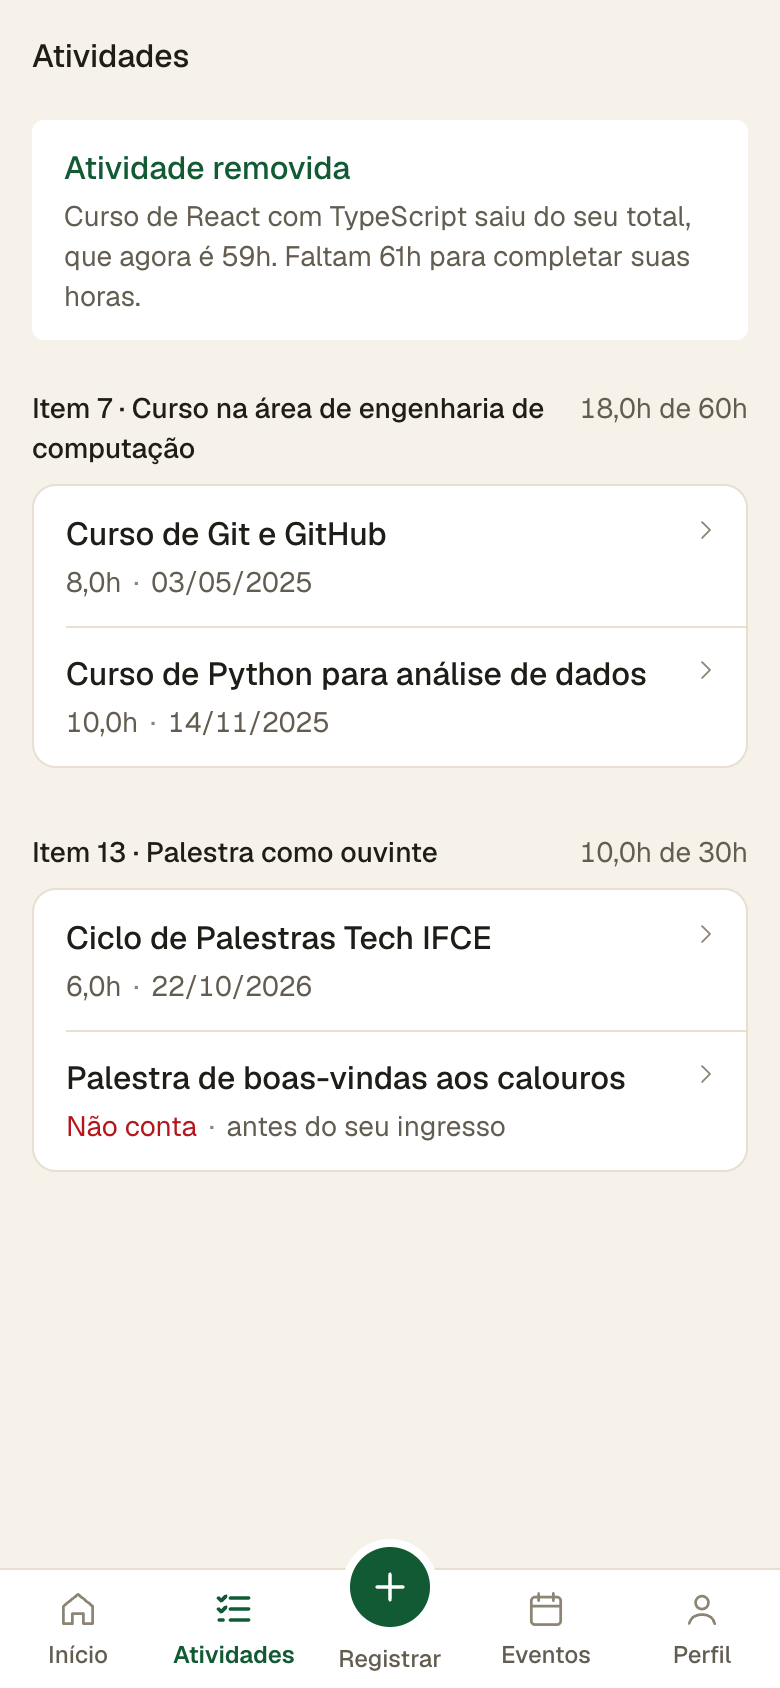 Atividades
Atividade removida
Curso de React com TypeScript saiu do seu total,
que agora é 59h. Faltam 61h para completar suas
horas.
Item 7 · Curso na área de engenharia de
computação
18,0h de 60h
Curso de Git e GitHub
8,0h · 03/05/2025
Curso de Python para análise de dados
10,0h · 14/11/2025
Item 13 · Palestra como ouvinte
10,0h de 30h
Ciclo de Palestras Tech IFCE
6,0h · 22/10/2026
Palestra de boas-vindas aos calouros
Não conta · antes do seu ingresso
Início
Atividades
Registrar
Eventos
Perfil